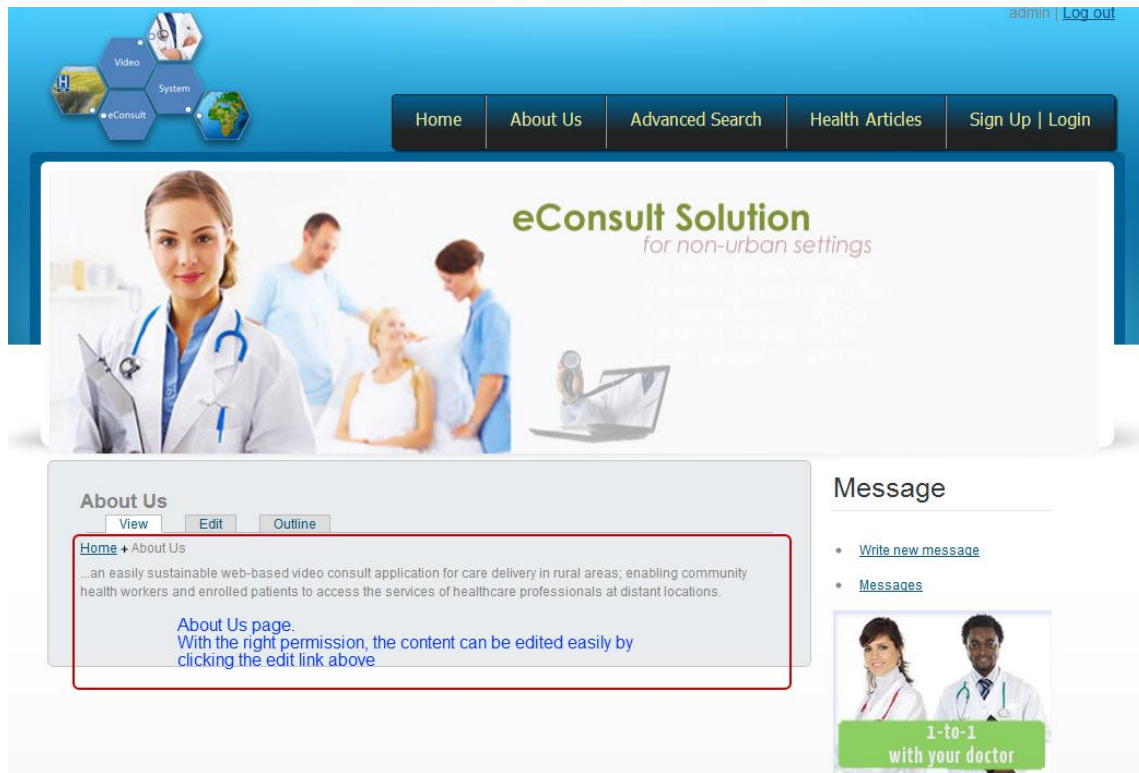 admin | Log out
Video
System
H
eConsult
Home
About Us
Advanced Search
Health Articles
Sign Up | Login
eConsult Solution
for non-urban settings
About Us
View
Edit
Outline
Home + About Us
...an easily sustainable web-based video consult application for care delivery in rural areas; enabling community
health workers and enrolled patients to access the services of healthcare professionals at distant locations.
About Us page.
With the right permission, the content can be edited easily by
clicking the edit link above
Message
Write new message
Messages
1-to-1
with your doctor